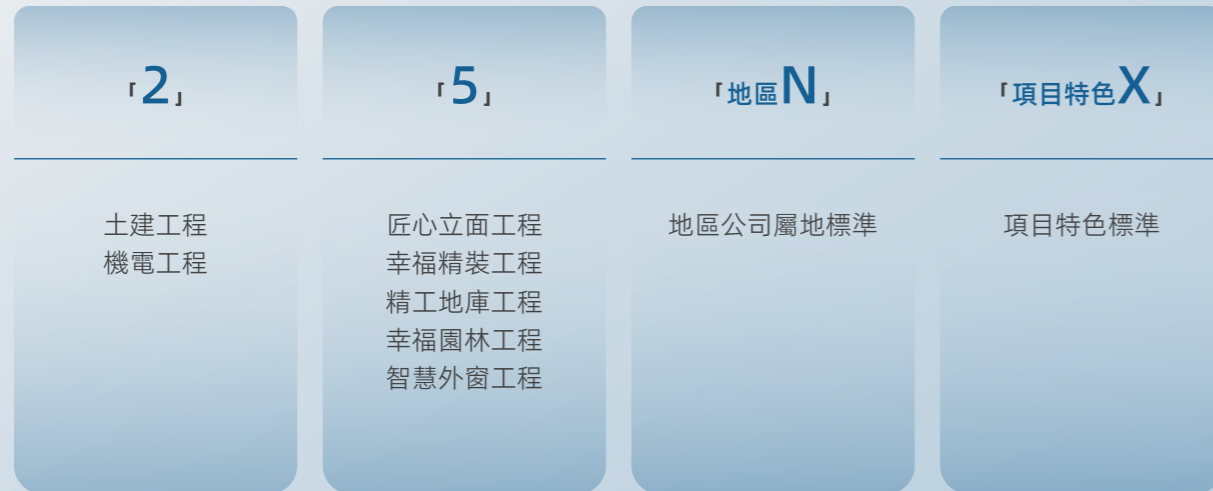 「2」
土建工程
機電工程
「5」
匠心立面工程
幸福精裝工程
精工地庫工程
幸福園林工程
智慧外窗工程
「地區N」
地區公司屬地標準
「項目特色X」
項目特色標準